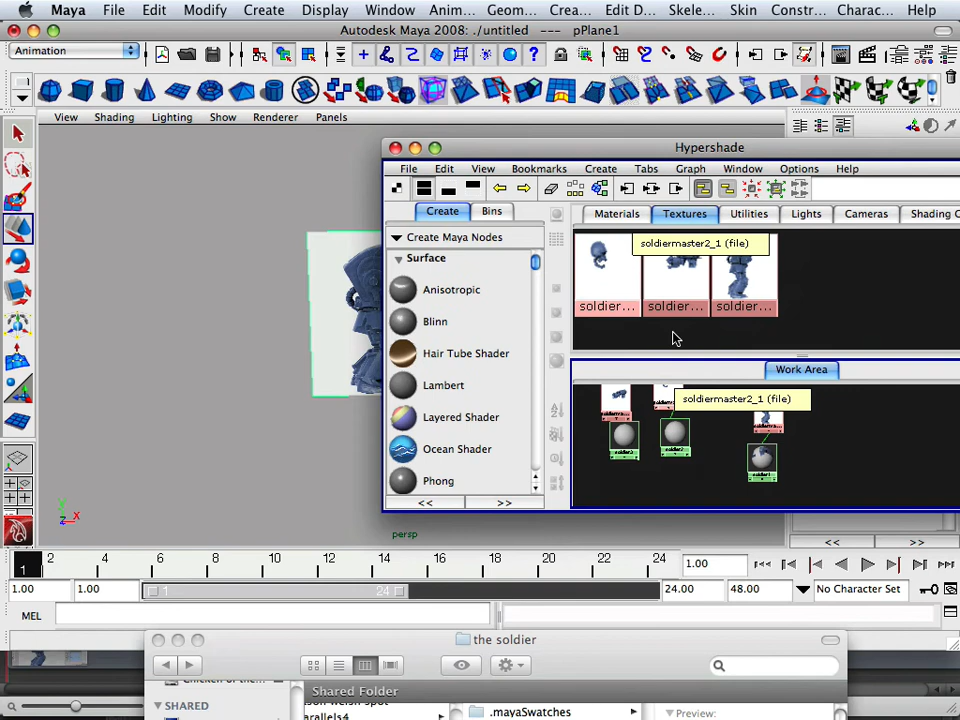 Maya File Edit Modify Create Display Window Anim... Geom... Crea... Edit D... Skele... Skin Constr... Charac... Help
Autodesk Maya 2008: ./untitled --- pPlane1
Animation
View Shading Lighting Show Renderer Panels
Hypershade
File Edit View Bookmarks Create Tabs Graph Window Options Help
Create Bins
Materials Textures Utilities Lights Cameras Shading
Create Maya Nodes
soldiermaster2_1 (file)
Surface
Anisotropic
soldier... soldier... soldier...
Blinn
Hair Tube Shader
Work Area
Lambert
soldiermaster2_1 (file)
Layered Shader
Ocean Shader
Phong
<< >>
Y
Z X
persp
<< >>
1 2 4 6 8 10 12 14 16 18 20 22 24
1.00
1.00 1.00 24 24.00 48.00 No Character Set
MEL
the soldier
Shared Folder
SHARED
.mayaSwatches
Preview: